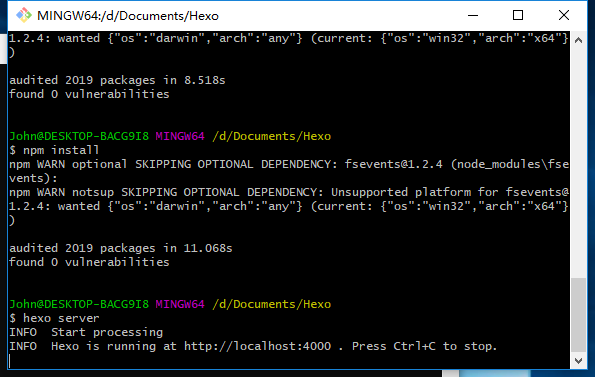 MINGW64:/d/Documents/Hexo
1.2.4: wanted {"os":"darwin","arch":"any"} (current: {"os":"win32","arch":"x64"}
)
audited 2019 packages in 8.518s
found 0 vulnerabilities
John@DESKTOP-BACG9I8 MINGW64 /d/Documents/Hexo
$ npm install
npm WARN optional SKIPPING OPTIONAL DEPENDENCY: fsevents@1.2.4 (node_modules\fse
vents):
npm WARN notsup SKIPPING OPTIONAL DEPENDENCY: Unsupported platform for fsevents@
1.2.4: wanted {"os":"darwin","arch":"any"} (current: {"os":"win32","arch":"x64"}
)
audited 2019 packages in 11.068s
found 0 vulnerabilities
John@DESKTOP-BACG9I8 MINGW64 /d/Documents/Hexo
$ hexo server
INFO  Start processing
INFO  Hexo is running at http://localhost:4000 . Press Ctrl+C to stop.